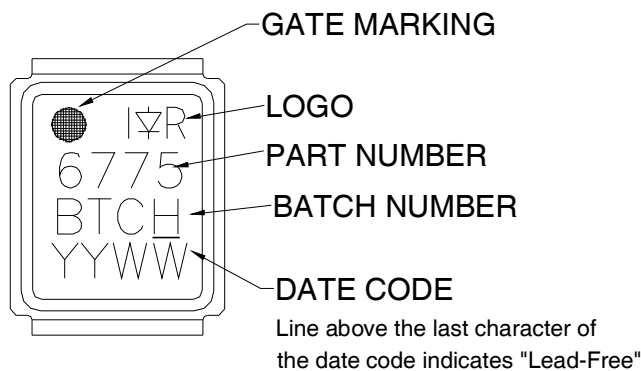 GATE MARKING
I R
LOGO
6775
PART NUMBER
BTCH
BATCH NUMBER
YYWW
DATE CODE
Line above the last character of
the date code indicates "Lead-Free"